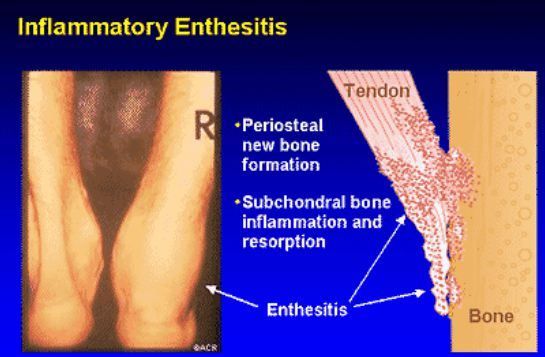 Inflammatory Enthesitis
R
•Periosteal
new bone
formation
•Subchondral bone
inflammation and
resorption
Enthesitis
©ACR
Tendon
Bone